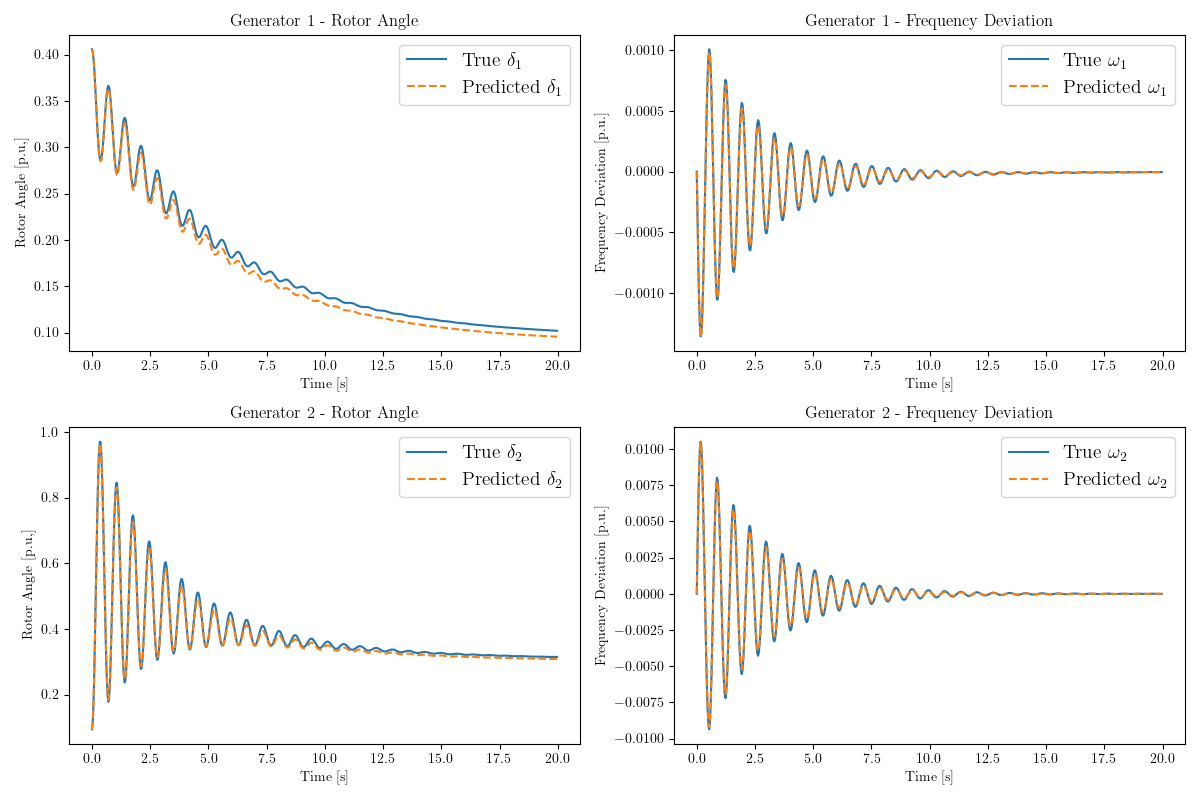 Generator 1 - Rotor Angle
True δ₁
Predicted δ₁
Rotor Angle [p.u.]
0.40
0.35
0.30
0.25
0.20
0.15
0.10
0.0 2.5 5.0 7.5 10.0 12.5 15.0 17.5 20.0
Time [s]
Generator 1 - Frequency Deviation
True ω₁
Predicted ω₁
Frequency Deviation [p.u.]
0.0010
0.0005
0.0000
−0.0005
−0.0010
0.0 2.5 5.0 7.5 10.0 12.5 15.0 17.5 20.0
Time [s]
Generator 2 - Rotor Angle
True δ₂
Predicted δ₂
Rotor Angle [p.u.]
1.0
0.8
0.6
0.4
0.2
0.0 2.5 5.0 7.5 10.0 12.5 15.0 17.5 20.0
Time [s]
Generator 2 - Frequency Deviation
True ω₂
Predicted ω₂
Frequency Deviation [p.u.]
0.0100
0.0075
0.0050
0.0025
0.0000
−0.0025
−0.0050
−0.0075
−0.0100
0.0 2.5 5.0 7.5 10.0 12.5 15.0 17.5 20.0
Time [s]